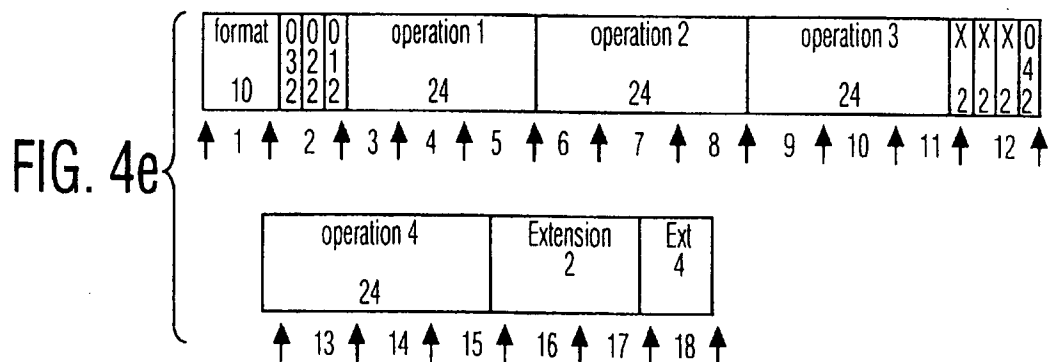 FIG. 4e
format 0 0 0 operation 1 operation 2 operation 3 X X X 0
3 2 1 4
10 2 2 2 24 24 24 2 2 2 2
1 2 3 4 5 6 7 8 9 10 11 12
operation 4 Extension Ext
2 4
24
13 14 15 16 17 18